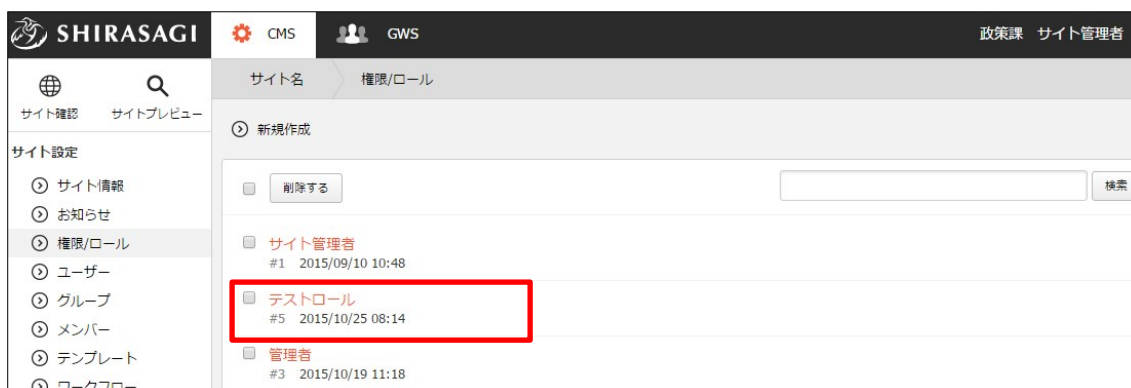 SHIRASAGI CMS GWS 政策課 サイト管理者
サイト確認 サイトプレビュー
サイト名 権限/ロール
新規作成
サイト設定
サイト情報
お知らせ
権限/ロール
ユーザー
グループ
メンバー
テンプレート
ワークフロー
削除する 検索
サイト管理者
#1 2015/09/10 10:48
テストロール
#5 2015/10/25 08:14
管理者
#3 2015/10/19 11:18